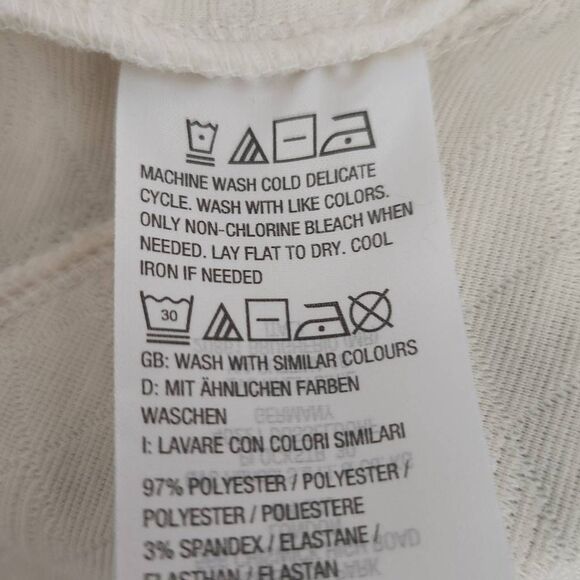 MACHINE WASH COLD DELICATE
CYCLE. WASH WITH LIKE COLORS.
ONLY NON-CHLORINE BLEACH WHEN
NEEDED. LAY FLAT TO DRY. COOL
IRON IF NEEDED
30
GB: WASH WITH SIMILAR COLOURS
D: MIT ÄHNLICHEN FARBEN
WASCHEN
I: LAVARE CON COLORI SIMILARI
97% POLYESTER / POLYESTER /
POLYESTER / POLIESTERE
3% SPANDEX / ELASTANE /
ELASTHAN / ELASTAN